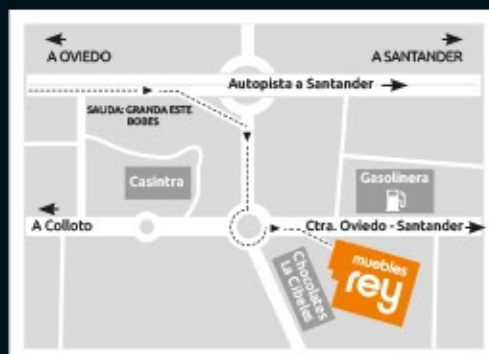 A OVIEDO
A SANTANDER
Autopista a Santander
SALIDA: GRANDA ESTE
BOBES
Casintra
Gasolinera
A Colloto
Ctra. Oviedo - Santander
Chocolates
La Cibeles
muebles
rey